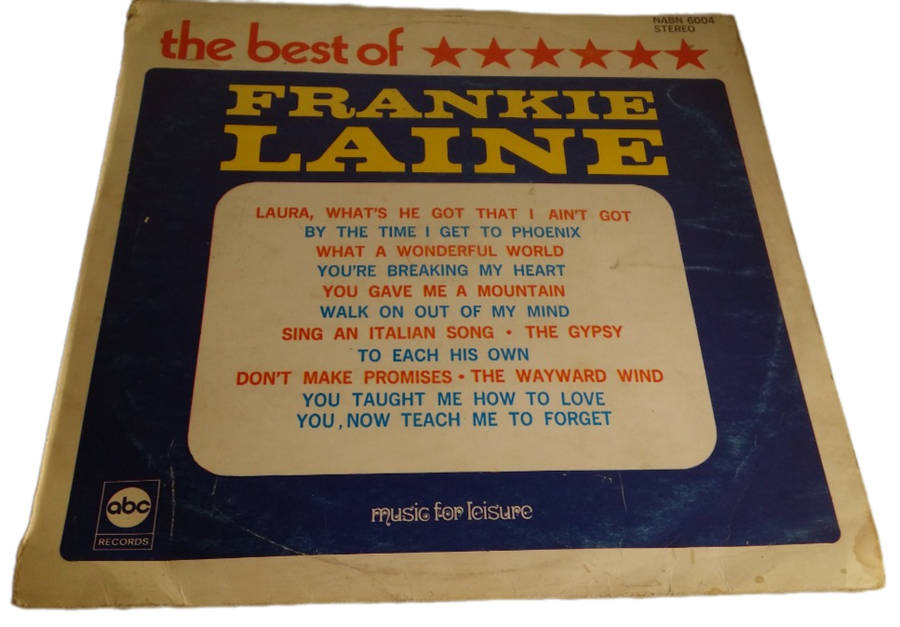 the best of ★★★★★★
NABN 6004
STEREO
FRANKIE
LAINE
LAURA, WHAT'S HE GOT THAT I AIN'T GOT
BY THE TIME I GET TO PHOENIX
WHAT A WONDERFUL WORLD
YOU'RE BREAKING MY HEART
YOU GAVE ME A MOUNTAIN
WALK ON OUT OF MY MIND
SING AN ITALIAN SONG • THE GYPSY
TO EACH HIS OWN
DON'T MAKE PROMISES • THE WAYWARD WIND
YOU TAUGHT ME HOW TO LOVE
YOU, NOW TEACH ME TO FORGET
abc
RECORDS
music for leisure